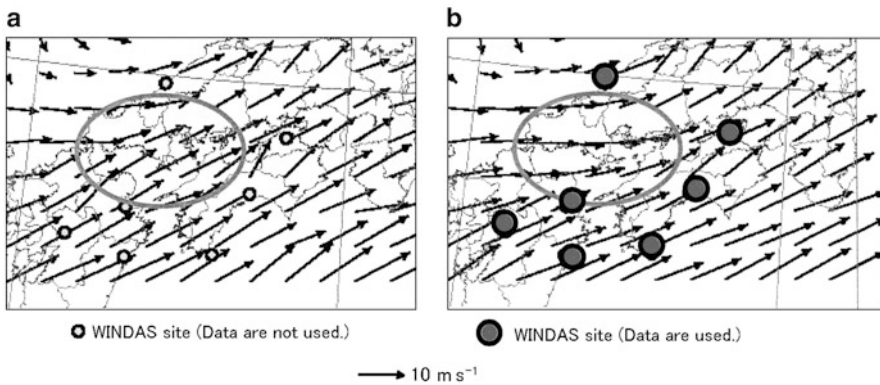 a
b
WINDAS site (Data are not used.)
WINDAS site (Data are used.)
10 m s⁻¹